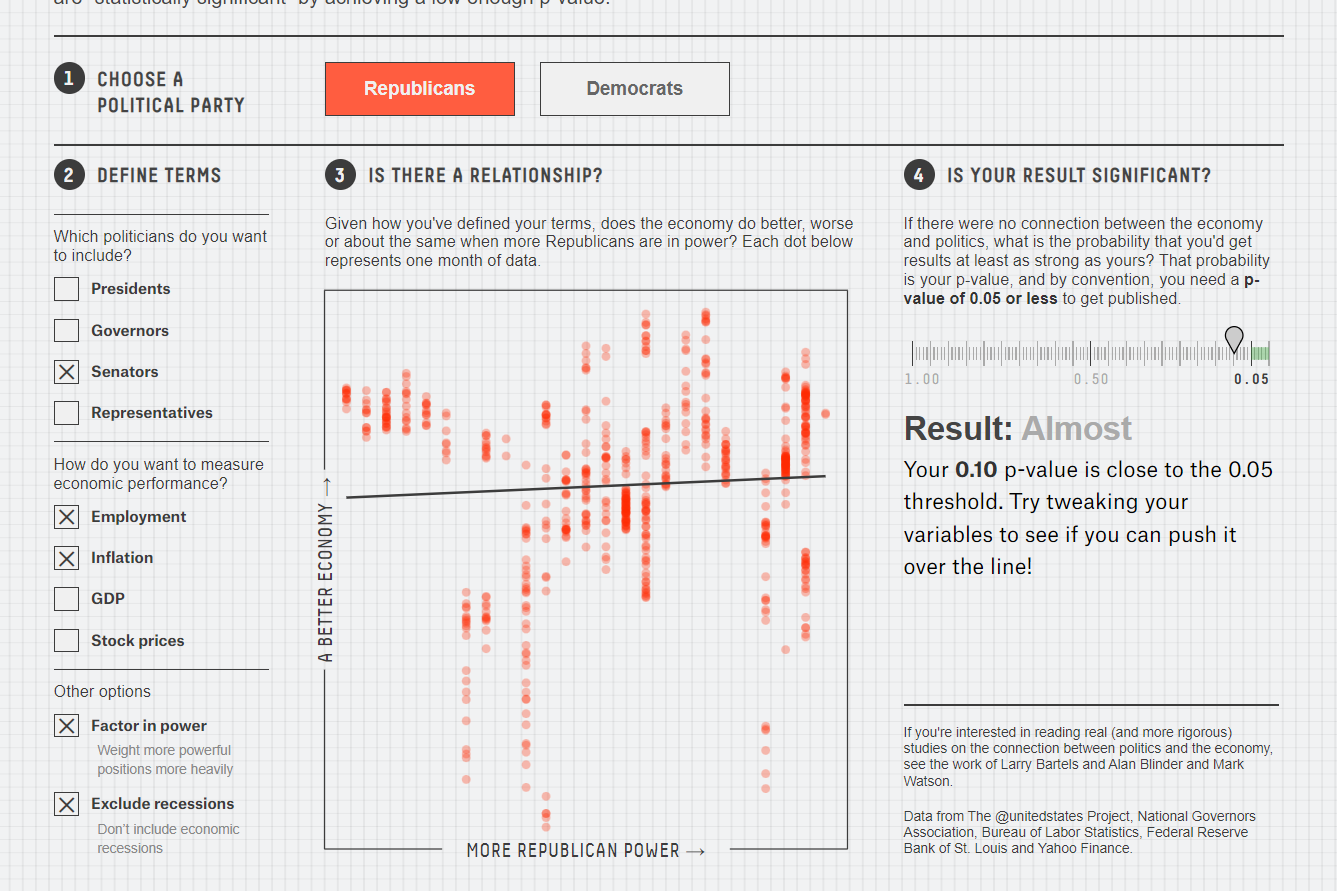 are "statistically significant" by achieving a low enough p-value.
1 CHOOSE A
POLITICAL PARTY
Republicans
Democrats
2 DEFINE TERMS
Which politicians do you want
to include?
Presidents
Governors
Senators
Representatives
How do you want to measure
economic performance?
Employment
Inflation
GDP
Stock prices
Other options
Factor in power
Weight more powerful
positions more heavily
Exclude recessions
Don't include economic
recessions
3 IS THERE A RELATIONSHIP?
Given how you've defined your terms, does the economy do better, worse
or about the same when more Republicans are in power? Each dot below
represents one month of data.
A BETTER ECONOMY →
MORE REPUBLICAN POWER →
4 IS YOUR RESULT SIGNIFICANT?
If there were no connection between the economy
and politics, what is the probability that you'd get
results at least as strong as yours? That probability
is your p-value, and by convention, you need a p-
value of 0.05 or less to get published.
1.00 0.50 0.05
Result: Almost
Your 0.10 p-value is close to the 0.05
threshold. Try tweaking your
variables to see if you can push it
over the line!
If you're interested in reading real (and more rigorous)
studies on the connection between politics and the economy,
see the work of Larry Bartels and Alan Blinder and Mark
Watson.
Data from The @unitedstates Project, National Governors
Association, Bureau of Labor Statistics, Federal Reserve
Bank of St. Louis and Yahoo Finance.